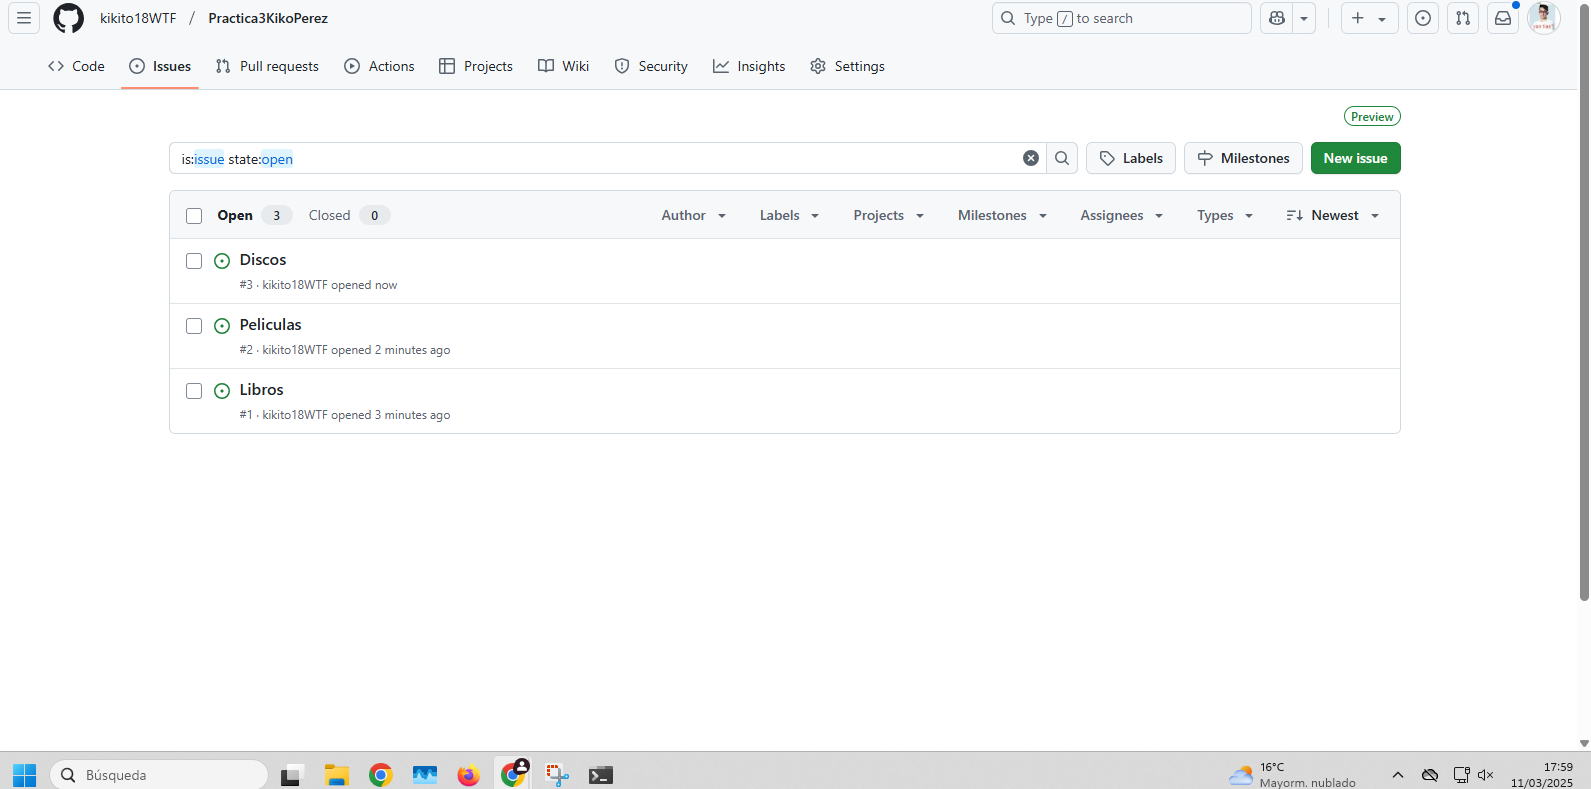 kikito18WTF / Practica3KikoPerez
Type / to search
Code Issues Pull requests Actions Projects Wiki Security Insights Settings
Preview
is:issue state:open
Labels Milestones New issue
Open 3 Closed 0 Author Labels Projects Milestones Assignees Types Newest
Discos
#3 · kikito18WTF opened now
Peliculas
#2 · kikito18WTF opened 2 minutes ago
Libros
#1 · kikito18WTF opened 3 minutes ago
Búsqueda
16°C
Mayorm. nublado
17:59
11/03/2025